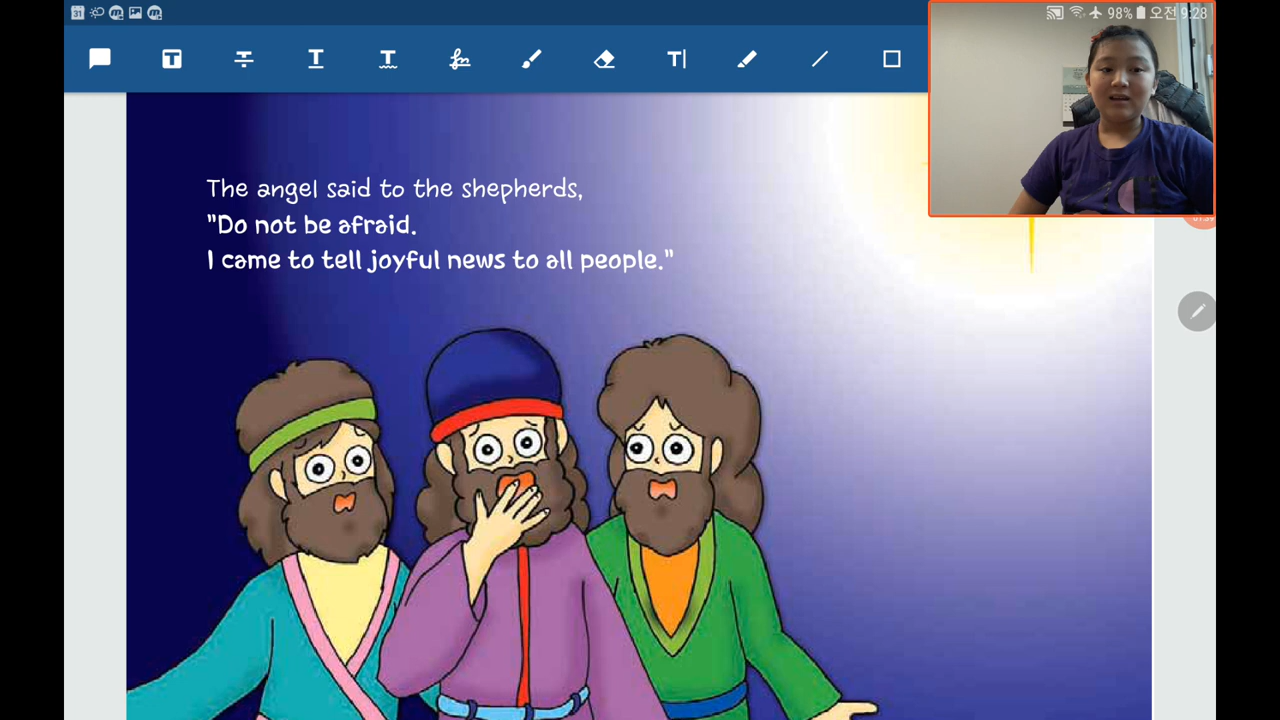 31
98% 오전 9:28
T T T T T
The angel said to the shepherds,
"Do not be afraid.
I came to tell joyful news to all people."